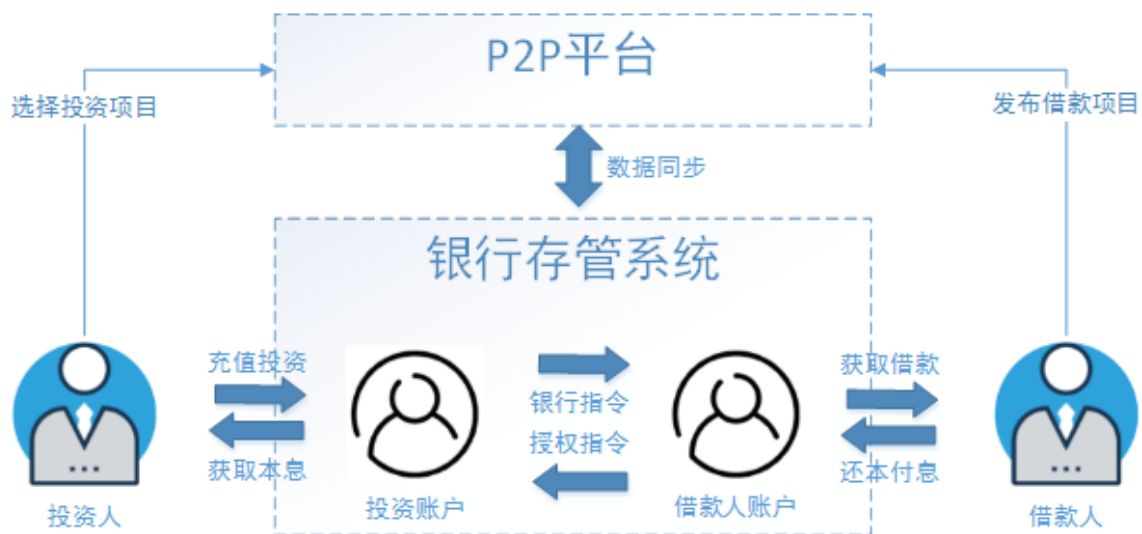 P2P平台
选择投资项目
发布借款项目
数据同步
银行存管系统
充值投资
获取借款
银行指令
授权指令
获取本息
还本付息
投资账户
借款人账户
投资人
借款人